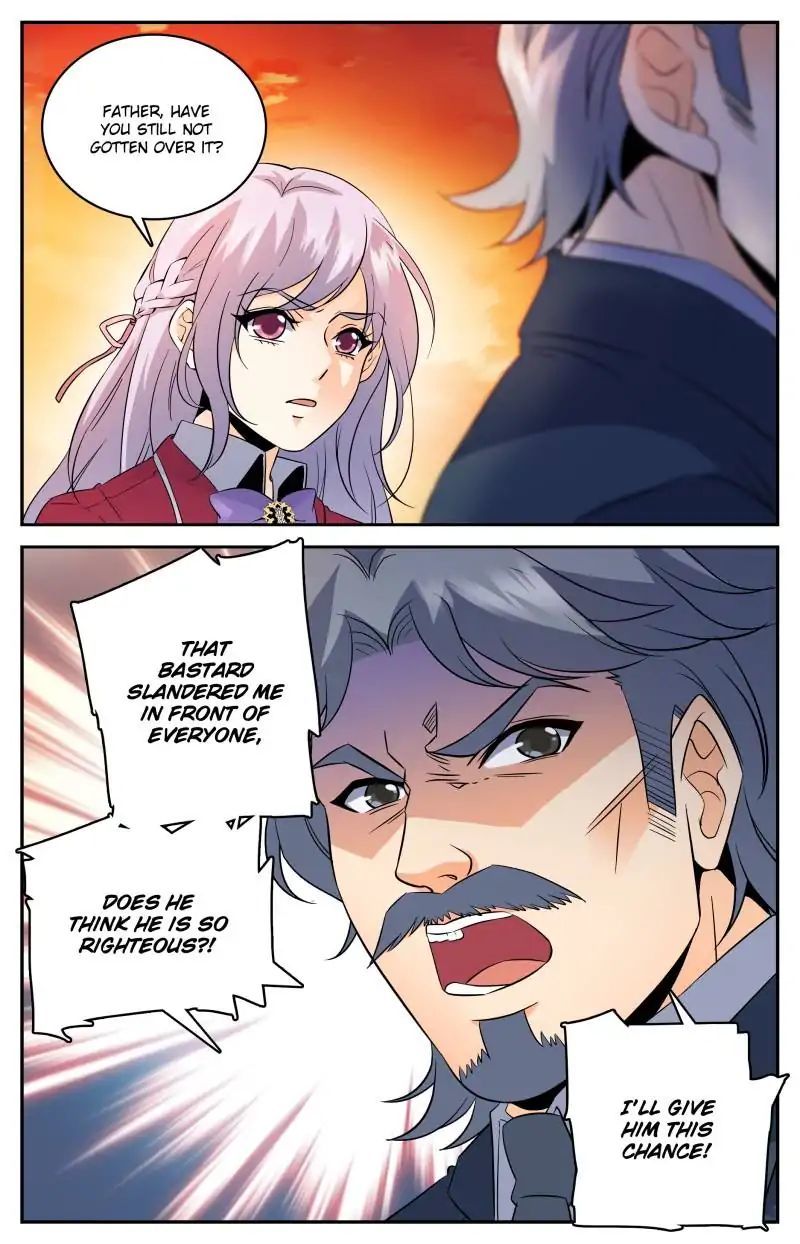 FATHER, HAVE
YOU STILL NOT
GOTTEN OVER IT?
THAT
BASTARD
SLANDERED ME
IN FRONT OF
EVERYONE,
DOES HE
THINK HE IS SO
RIGHTEOUS?!
I'LL GIVE
HIM THIS
CHANCE!